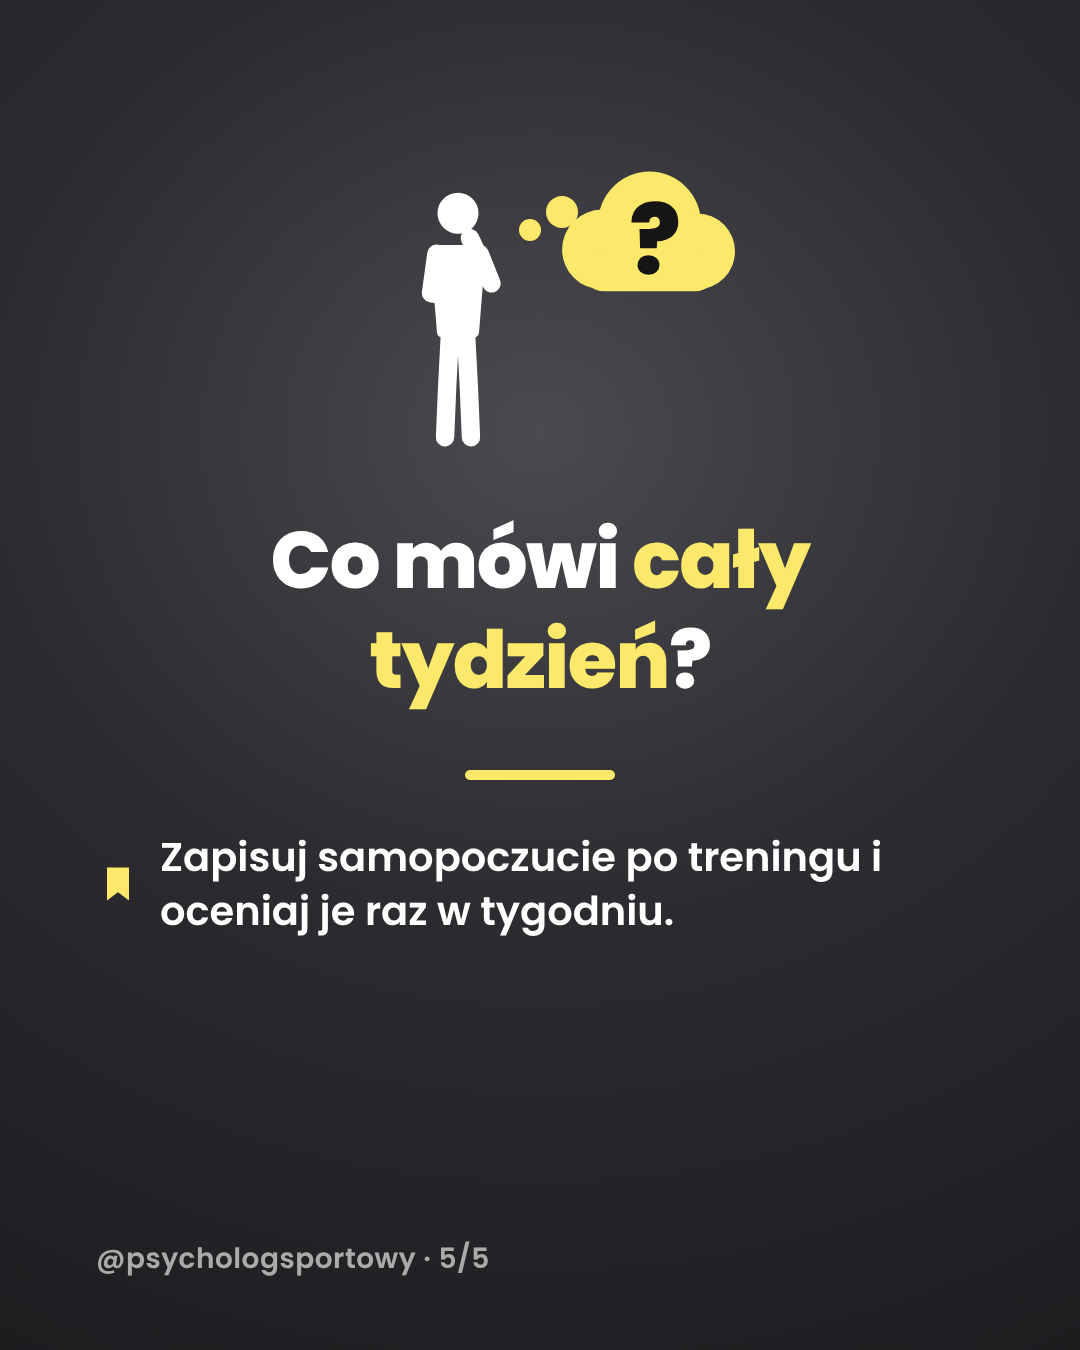 ?
Co mówi cały
tydzień?
Zapisuj samopoczucie po treningu i
oceniaj je raz w tygodniu.
@psychologsportowy · 5/5